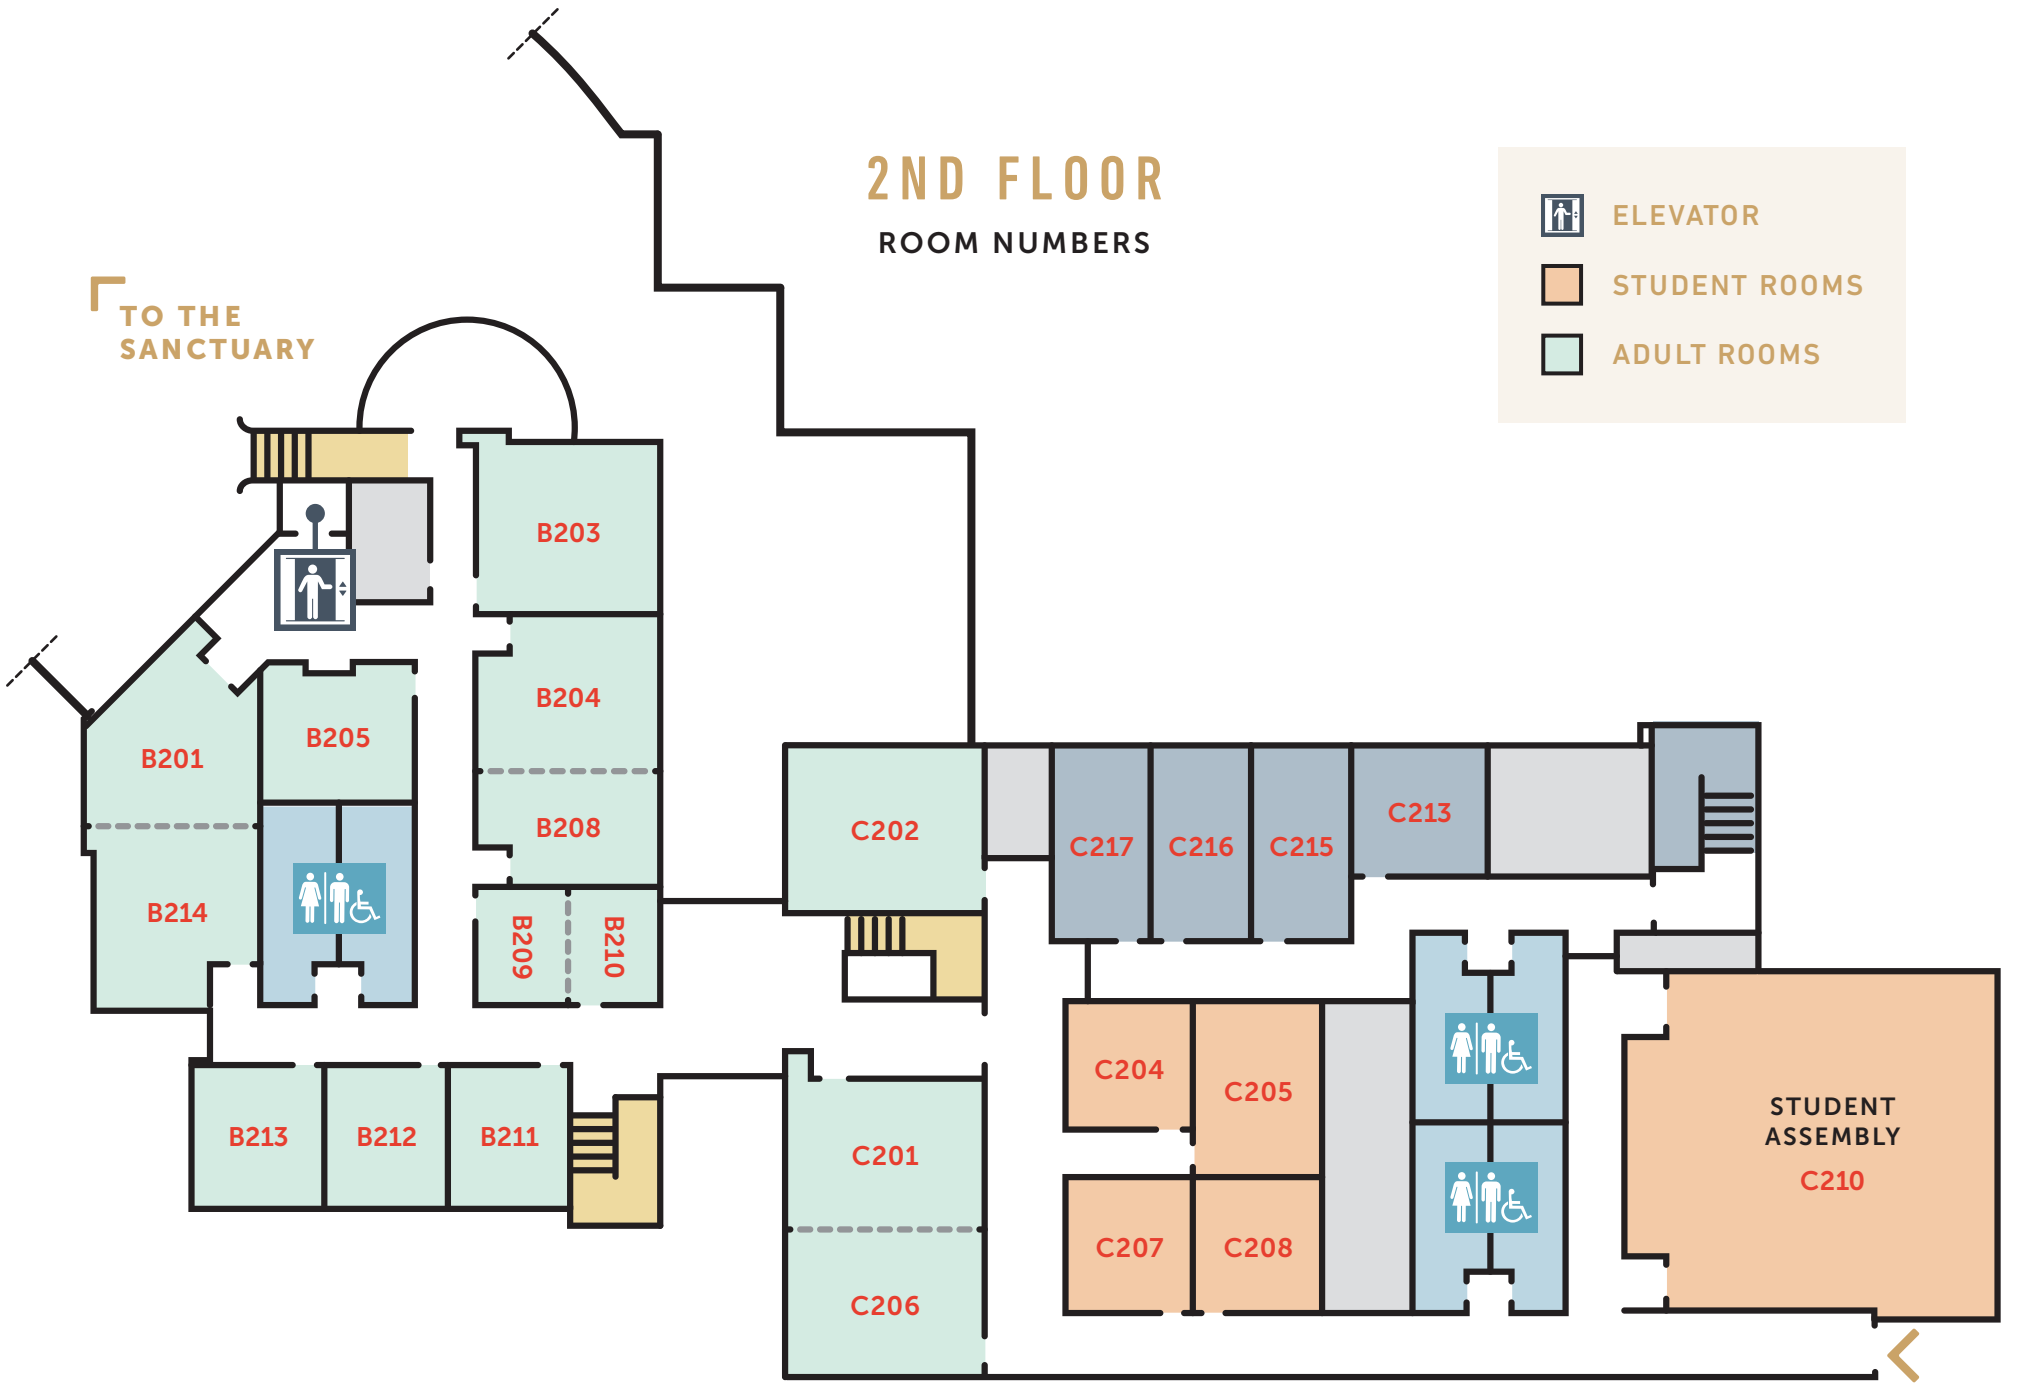 2ND FLOOR
ROOM NUMBERS
ELEVATOR
STUDENT ROOMS
ADULT ROOMS
TO THE
SANCTUARY
B203
B204
B205
B201
B208
B214
B209
B210
B213
B212
B211
C202
C217
C216
C215
C213
C204
C205
C201
C207
C208
C206
STUDENT
ASSEMBLY
C210